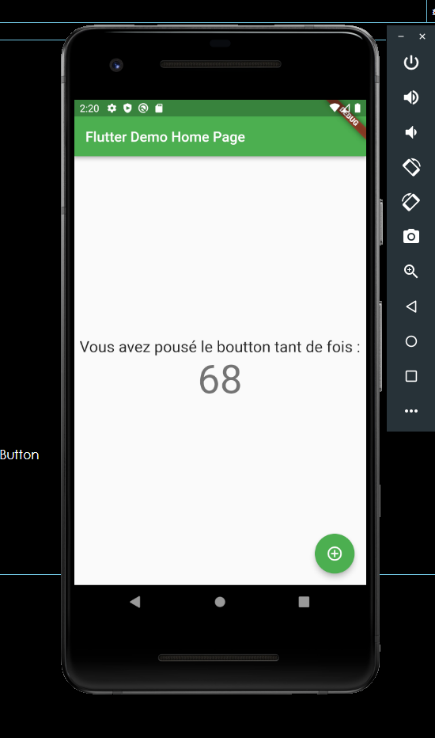 2:20
DEBUG
Flutter Demo Home Page
Vous avez pousé le boutton tant de fois :
68
Button